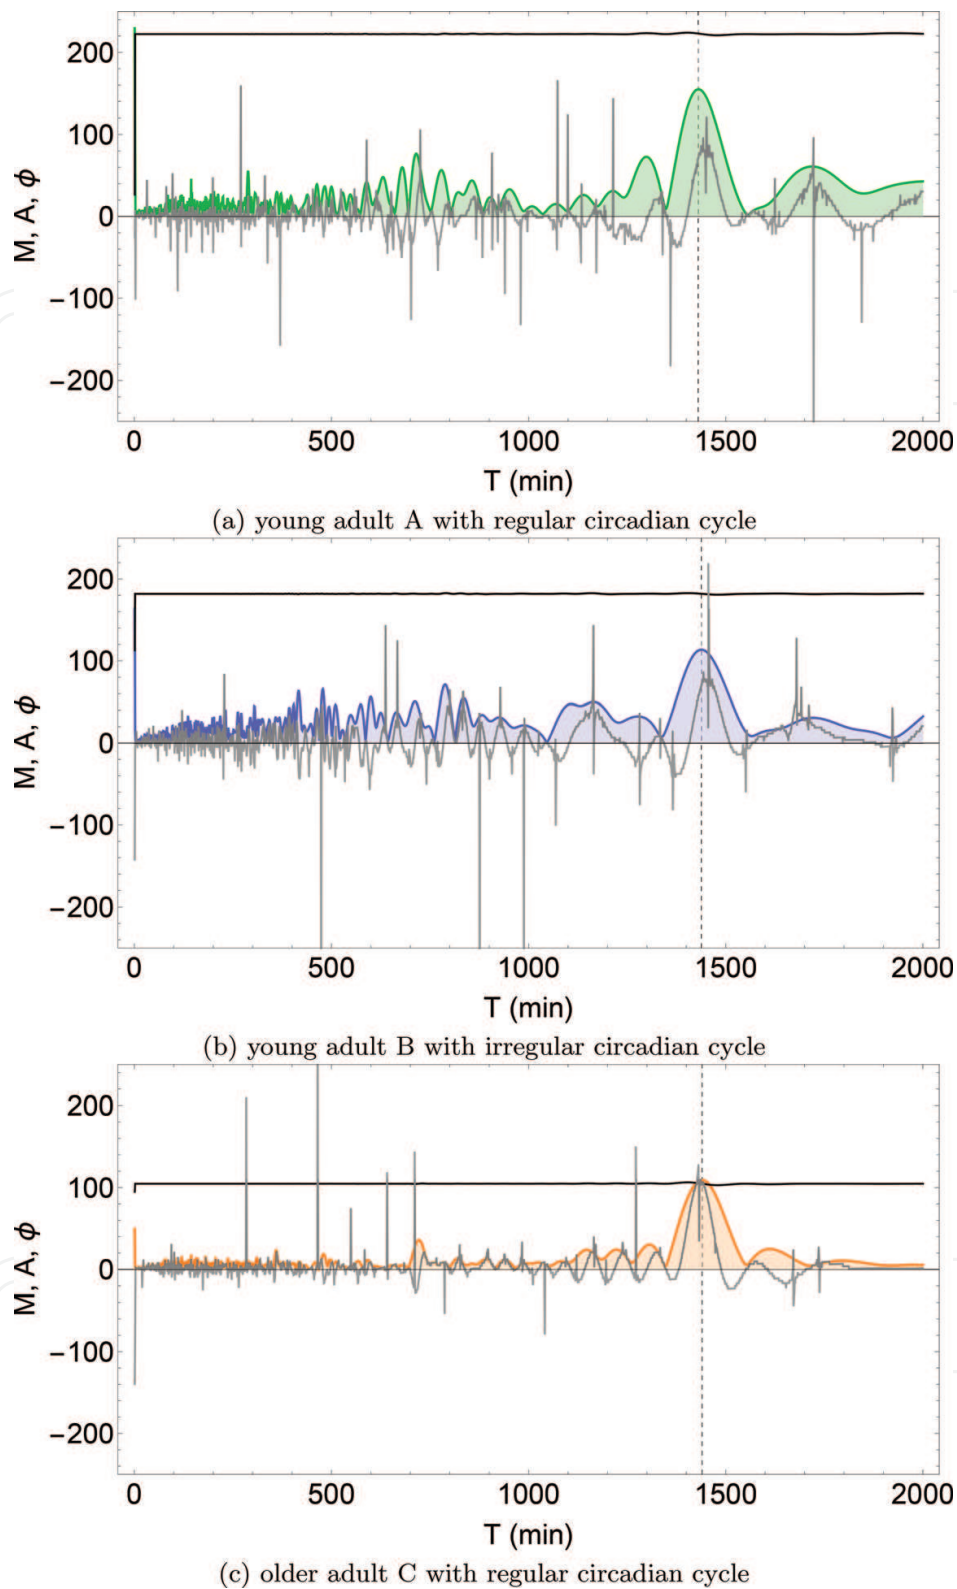 200
100
0
−100
−200
M, A, ϕ
0 500 1000 1500 2000
T (min)
(a) young adult A with regular circadian cycle
200
100
0
−100
−200
M, A, ϕ
0 500 1000 1500 2000
T (min)
(b) young adult B with irregular circadian cycle
200
100
0
−100
−200
M, A, ϕ
0 500 1000 1500 2000
T (min)
(c) older adult C with regular circadian cycle